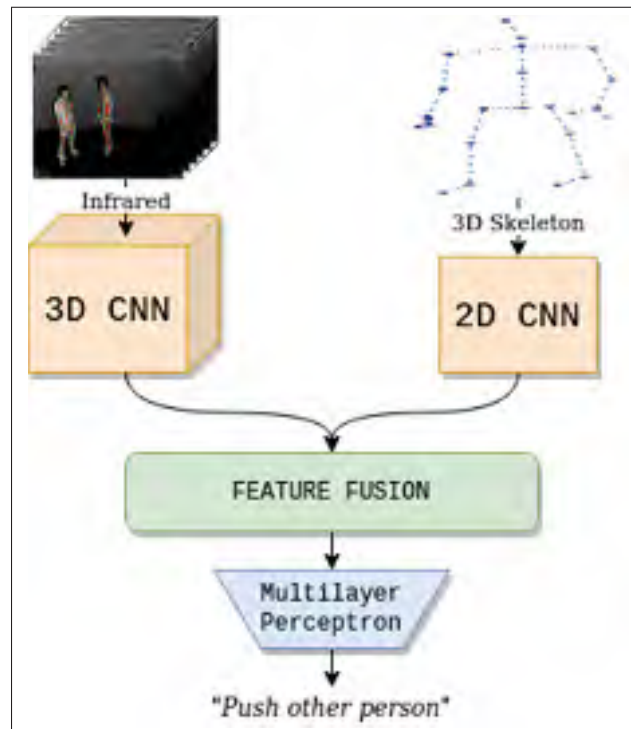 Infrared
3D Skeleton
3D CNN
2D CNN
FEATURE FUSION
Multilayer
Perceptron
"Push other person"